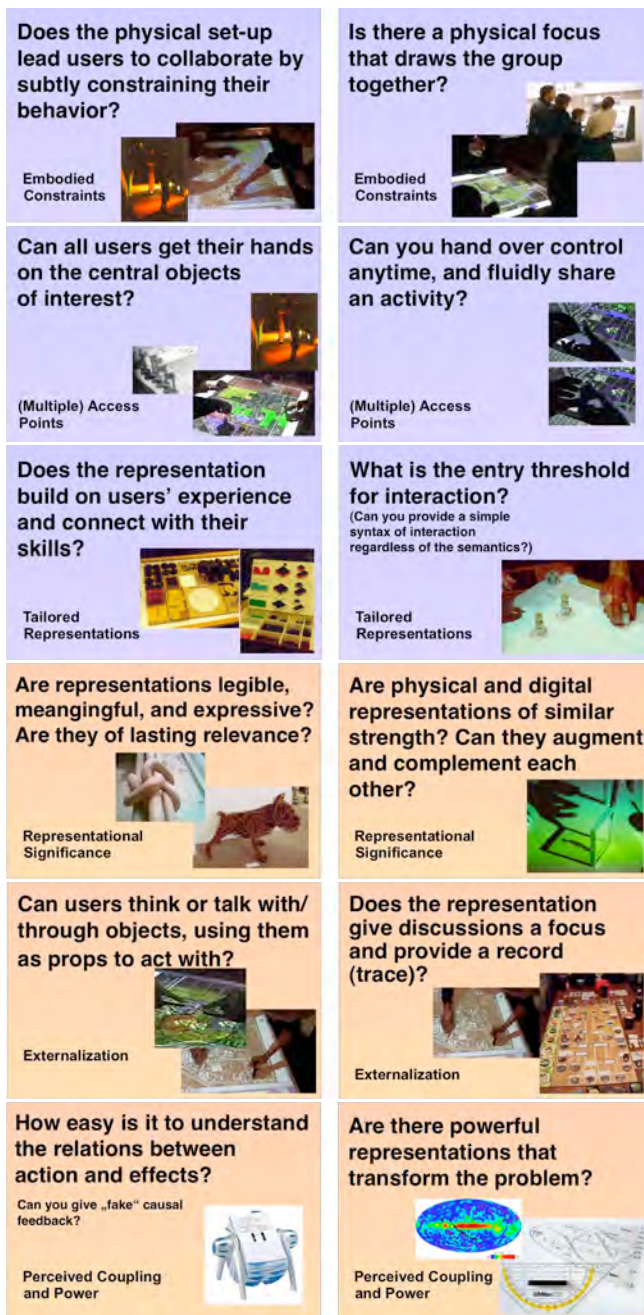 Does the physical set-up
lead users to collaborate by
subtly constraining their
behavior?
Embodied
Constraints
Is there a physical focus
that draws the group
together?
Embodied
Constraints
Can all users get their hands
on the central objects
of interest?
(Multiple) Access
Points
Can you hand over control
anytime, and fluidly share
an activity?
(Multiple) Access
Points
Does the representation
build on users’ experience
and connect with their
skills?
Tailored
Representations
What is the entry threshold
for interaction?
(Can you provide a simple
syntax of interaction
regardless of the semantics?)
Tailored
Representations
Are representations legible,
meangingful, and expressive?
Are they of lasting relevance?
Representational
Significance
Are physical and digital
representations of similar
strength? Can they augment
and complement each
other?
Representational
Significance
Can users think or talk with/
through objects, using them
as props to act with?
Externalization
Does the representation
give discussions a focus
and provide a record
(trace)?
Externalization
How easy is it to understand
the relations between
action and effects?
Can you give „fake“ causal
feedback?
Perceived Coupling
and Power
Are there powerful
representations that
transform the problem?
Perceived Coupling
and Power